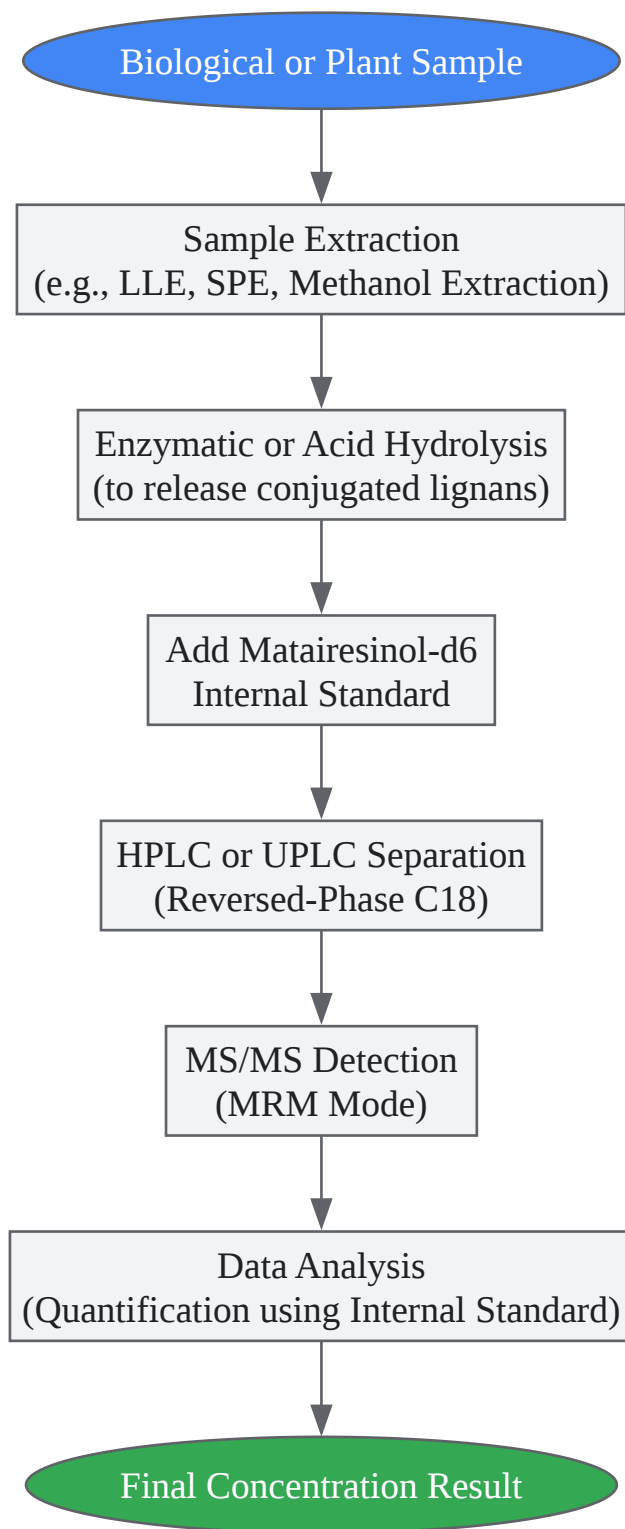 Biological or Plant Sample
Sample Extraction
(e.g., LLE, SPE, Methanol Extraction)
Enzymatic or Acid Hydrolysis
(to release conjugated lignans)
Add Matairesinol-d6
Internal Standard
HPLC or UPLC Separation
(Reversed-Phase C18)
MS/MS Detection
(MRM Mode)
Data Analysis
(Quantification using Internal Standard)
Final Concentration Result